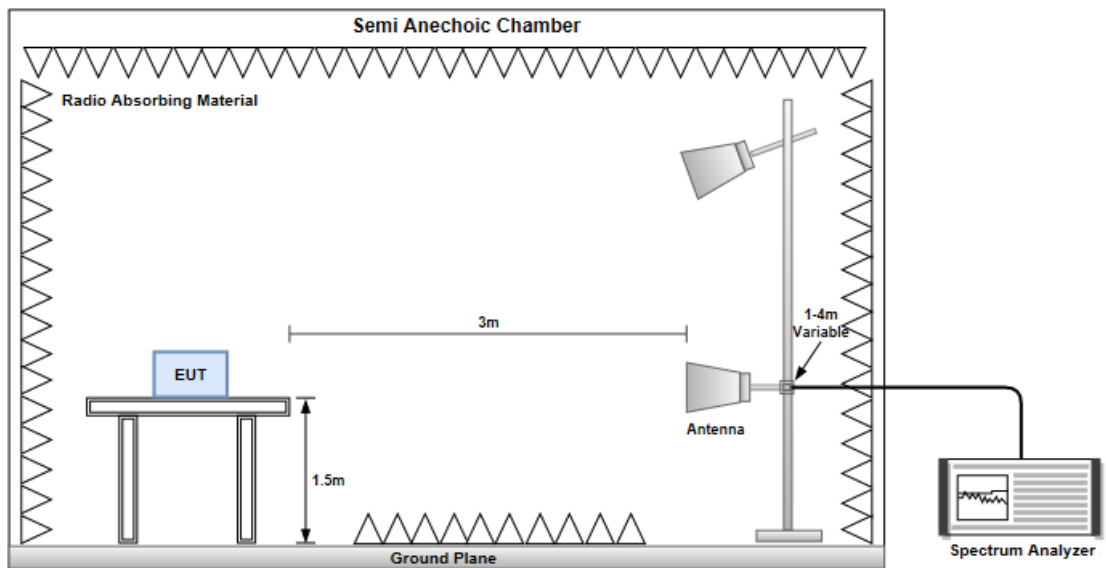 Semi Anechoic Chamber
Radio Absorbing Material
3m
1-4m
Variable
EUT
Antenna
1.5m
Ground Plane
Spectrum Analyzer